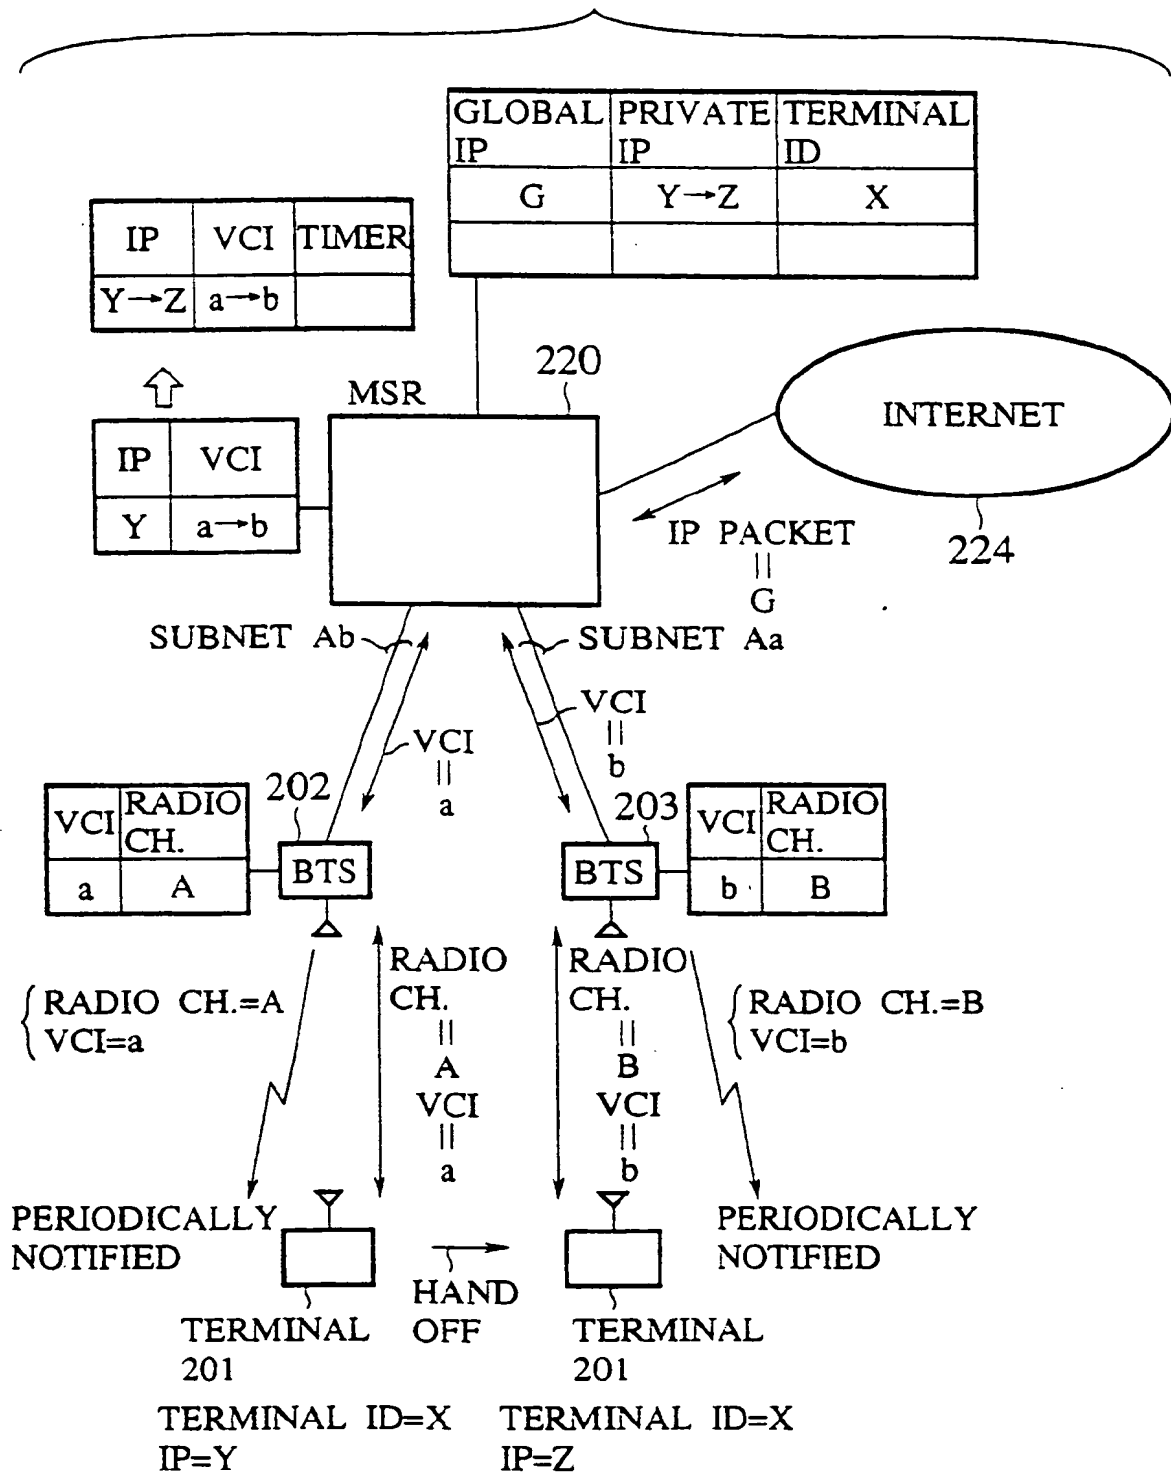 GLOBAL IP
PRIVATE IP
TERMINAL ID
G
Y→Z
X
IP
VCI
TIMER
Y→Z
a→b
220
MSR
INTERNET
IP
VCI
Y
a→b
224
IP PACKET
||
G
SUBNET Ab
SUBNET Aa
VCI
||
b
VCI
||
a
202
203
VCI
RADIO
CH.
a
A
BTS
BTS
VCI
RADIO
CH.
b
B
RADIO CH.=A
VCI=a
RADIO
CH.
||
A
VCI
||
a
RADIO
CH.
||
B
VCI
||
b
RADIO CH.=B
VCI=b
PERIODICALLY
NOTIFIED
PERIODICALLY
NOTIFIED
HAND
OFF
TERMINAL
201
TERMINAL
201
TERMINAL ID=X
IP=Y
TERMINAL ID=X
IP=Z